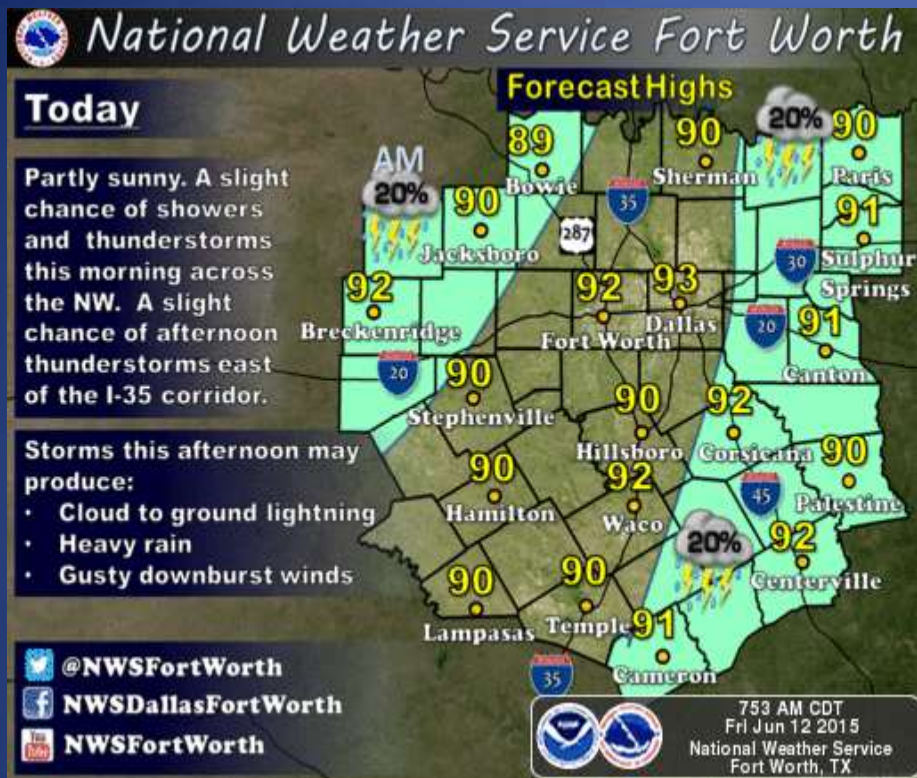 National Weather Service Fort Worth
Forecast Highs
Today
Partly sunny. A slight
chance of showers
and thunderstorms
this morning across
the NW. A slight
chance of afternoon
thunderstorms east
of the I-35 corridor.
Storms this afternoon may
produce:
· Cloud to ground lightning
· Heavy rain
· Gusty downburst winds
@NWSFortWorth
NWSDallasFortWorth
NWSFortWorth
AM
20%
89
Bowie
90
Sherman
20%
90
Paris
35
90
Jacksboro
287
91
Sulphur
Springs
30
92
Breckenridge
92
Fort Worth
93
Dallas
20
91
Canton
20
90
Stephenville
90
Hillsboro
92
Corsicana
90
Palestine
90
Hamilton
92
Waco
45
20%
92
Centerville
90
Lampasas
90
Temple
91
Cameron
35
753 AM CDT
Fri Jun 12 2015
National Weather Service
Fort Worth, TX